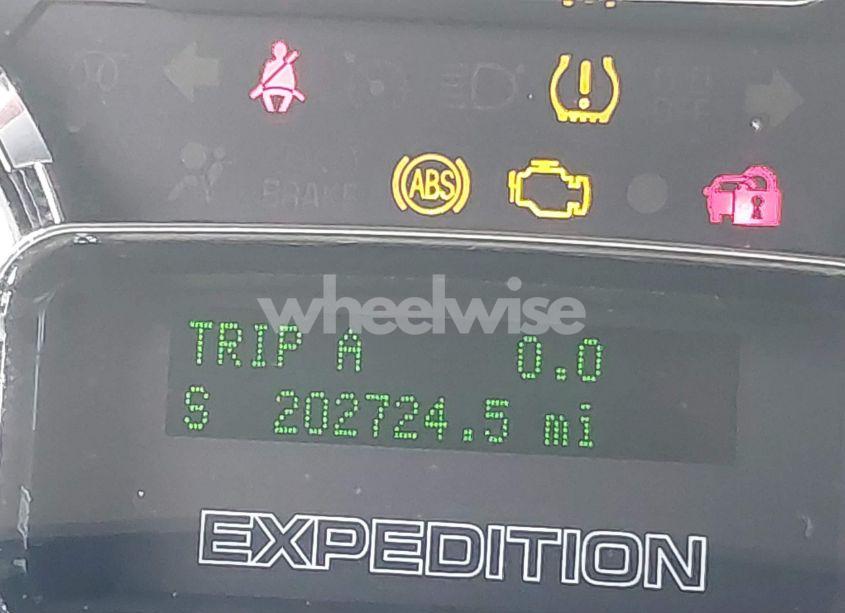 BRAKE
ABS
wheelwise
TRIP A 0.0
S 202724.5 mi
EXPEDITION